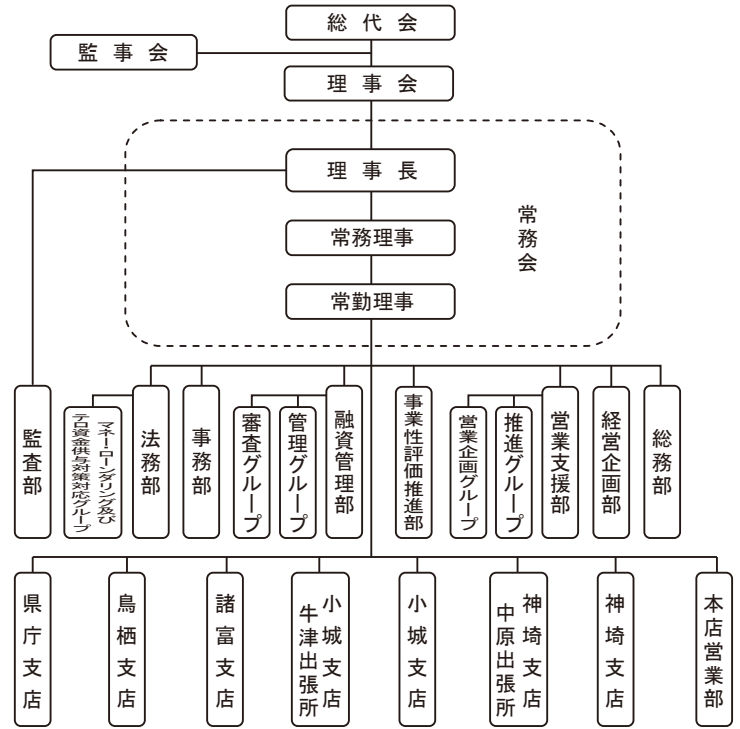 総代会
監事会
理事会
理事長
常務理事
常勤理事
常務会
総務部
経営企画部
営業支援部
推進グループ
営業企画グループ
事業性評価推進部
融資管理部
管理グループ
審査グループ
事務部
法務部
マネー・ローンダリング及び
テロ資金供与対策対応グループ
監査部
本店営業部
神埼支店
神埼支店
中原出張所
小城支店
小城支店
牛津出張所
諸富支店
鳥栖支店
県庁支店